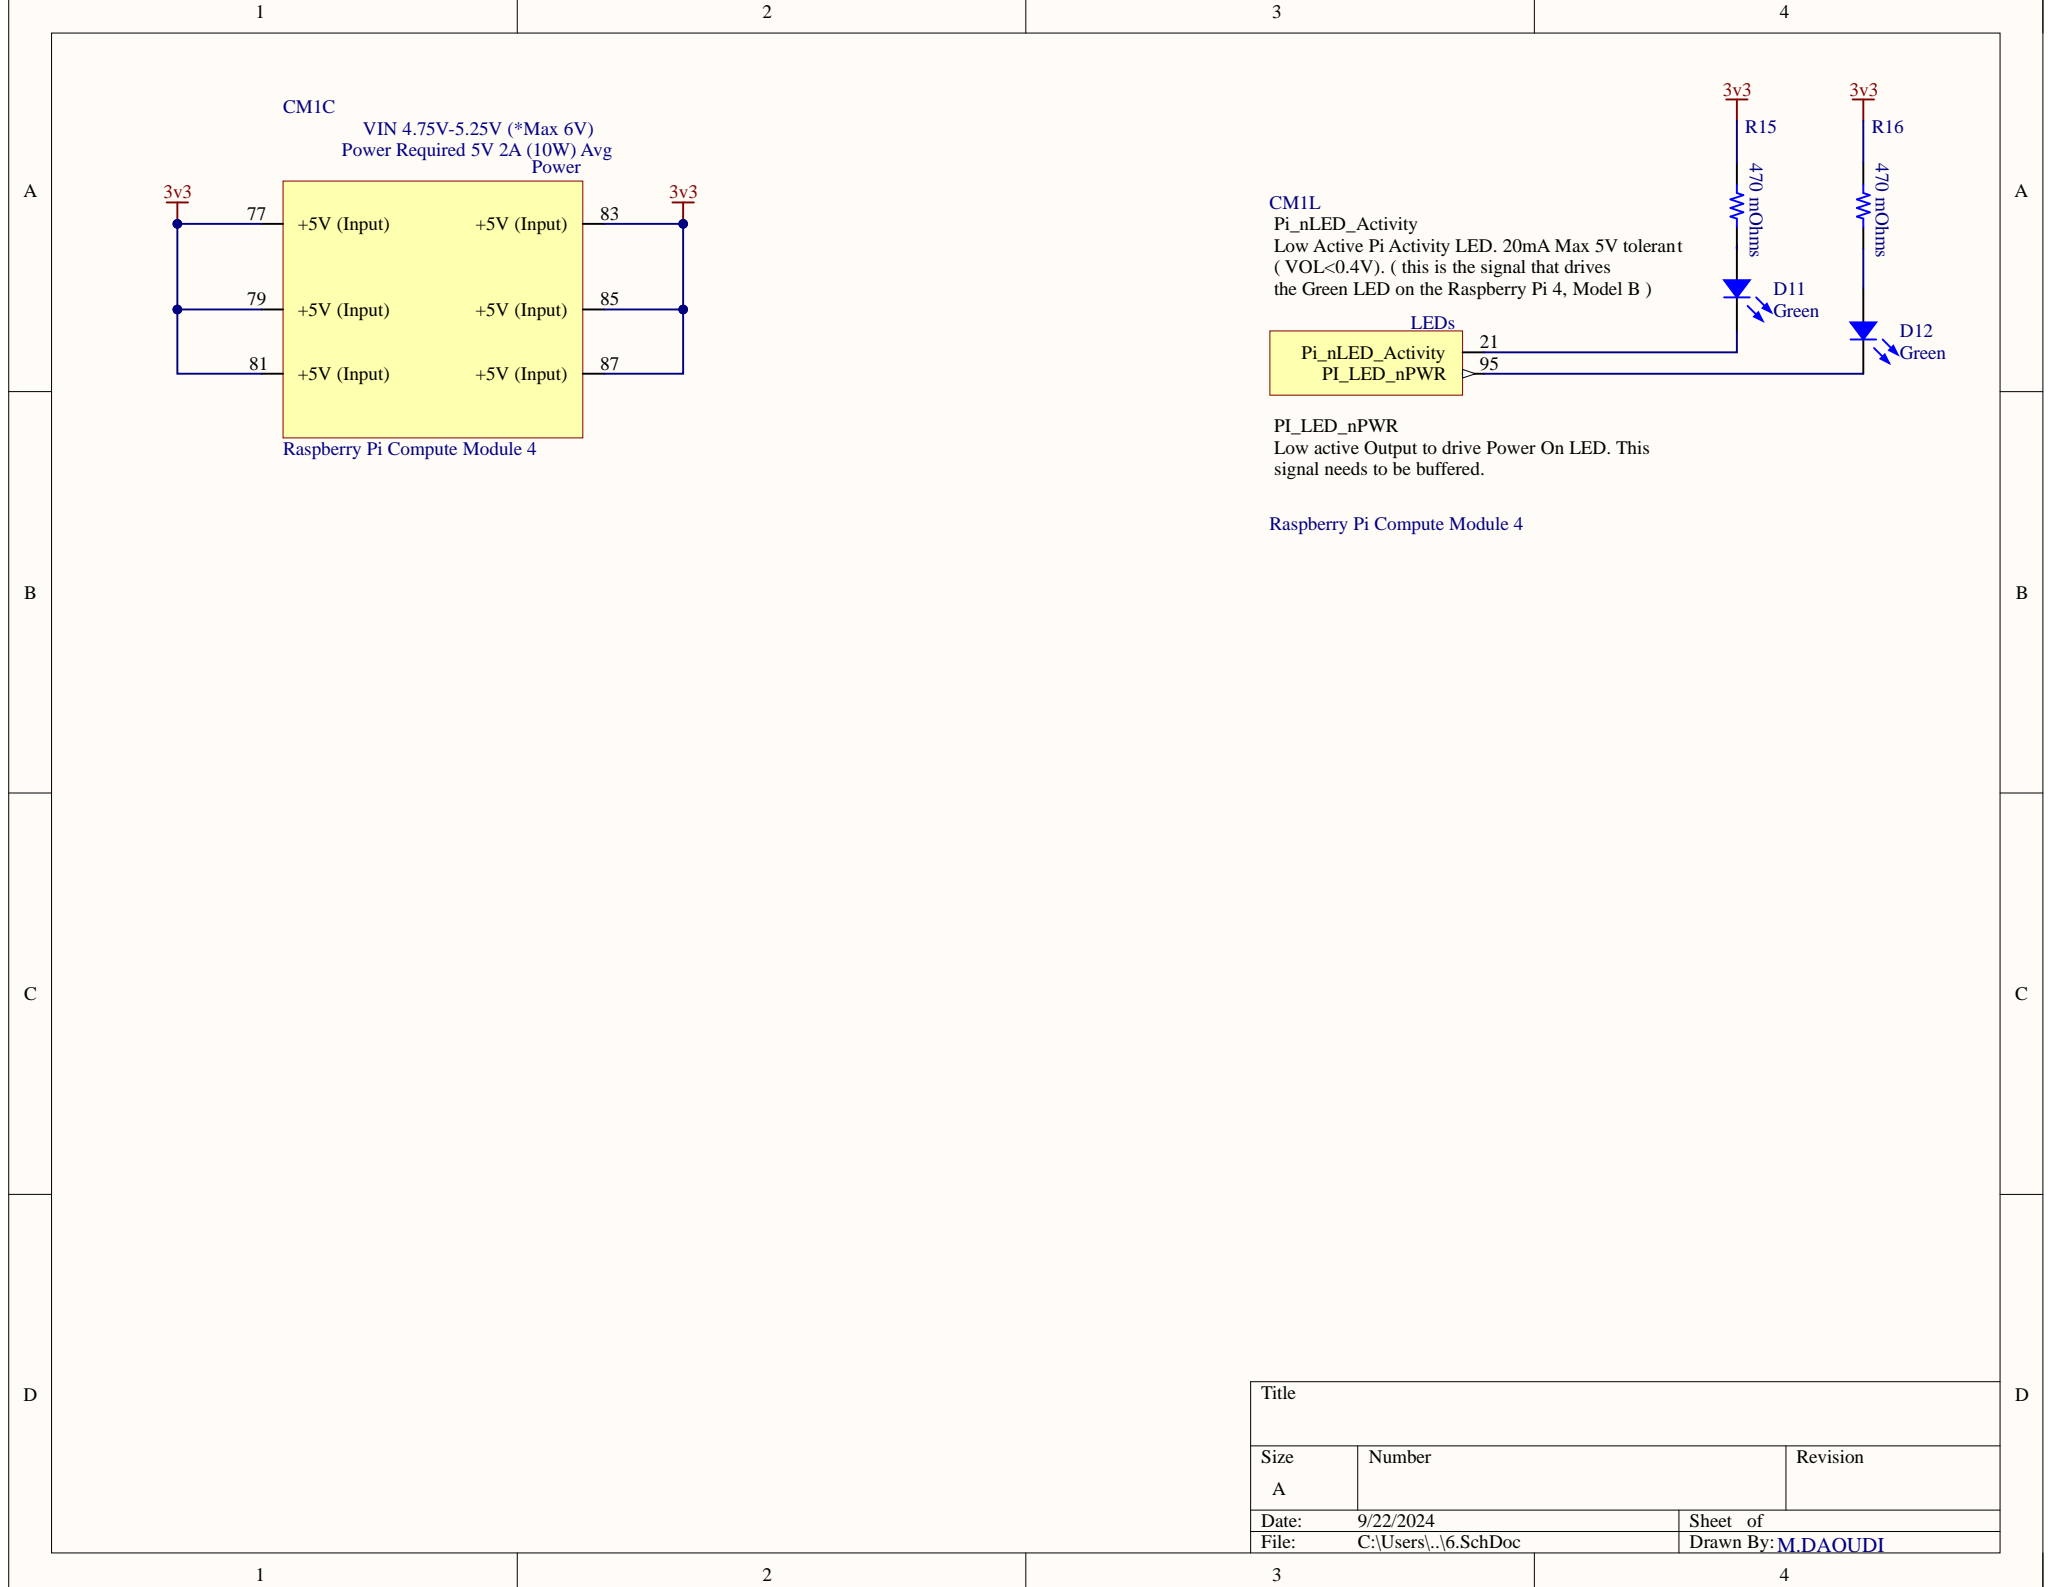 1 2 3 4
CM1C
VIN 4.75V-5.25V (*Max 6V)
Power Required 5V 2A (10W) Avg
Power
3v3 3v3
77 +5V (Input) +5V (Input) 83
79 +5V (Input) +5V (Input) 85
81 +5V (Input) +5V (Input) 87
Raspberry Pi Compute Module 4
3v3 3v3
R15 R16
470 mOhms 470 mOhms
CM1L
Pi_nLED_Activity
Low Active Pi Activity LED. 20mA Max 5V tolerant
( VOL<0.4V). ( this is the signal that drives
the Green LED on the Raspberry Pi 4, Model B )
D11
Green
D12
Green
LEDs
Pi_nLED_Activity 21
PI_LED_nPWR 95
PI_LED_nPWR
Low active Output to drive Power On LED. This
signal needs to be buffered.
Raspberry Pi Compute Module 4
A A
B B
C C
D D
Title
Size Number Revision
A
Date: 9/22/2024 Sheet of
File: C:\Users\..\6.SchDoc Drawn By: M.DAOUDI
1 2 3 4